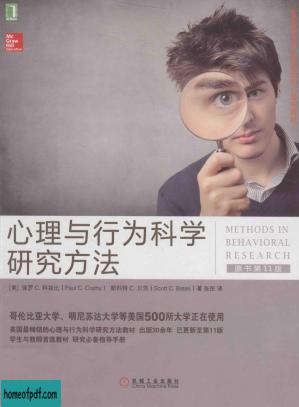 Mc
Graw
Hill
Education
心理与行为科学
研究方法
METHODS IN
BEHAVIORAL
RESEARCH
原书第11版
[美] 保罗 C. 科兹比 (Paul C. Cozby) 斯科特 C. 贝茨 (Scott C. Bates) 著 张彤 译
哥伦比亚大学、明尼苏达大学等美国500所大学正在使用
美国最畅销的心理与行为科学研究方法教材 出版30余年 已更新至第11版
学生与教师首选教材 研究必备指导手册
机械工业出版社
homeofpdf.com